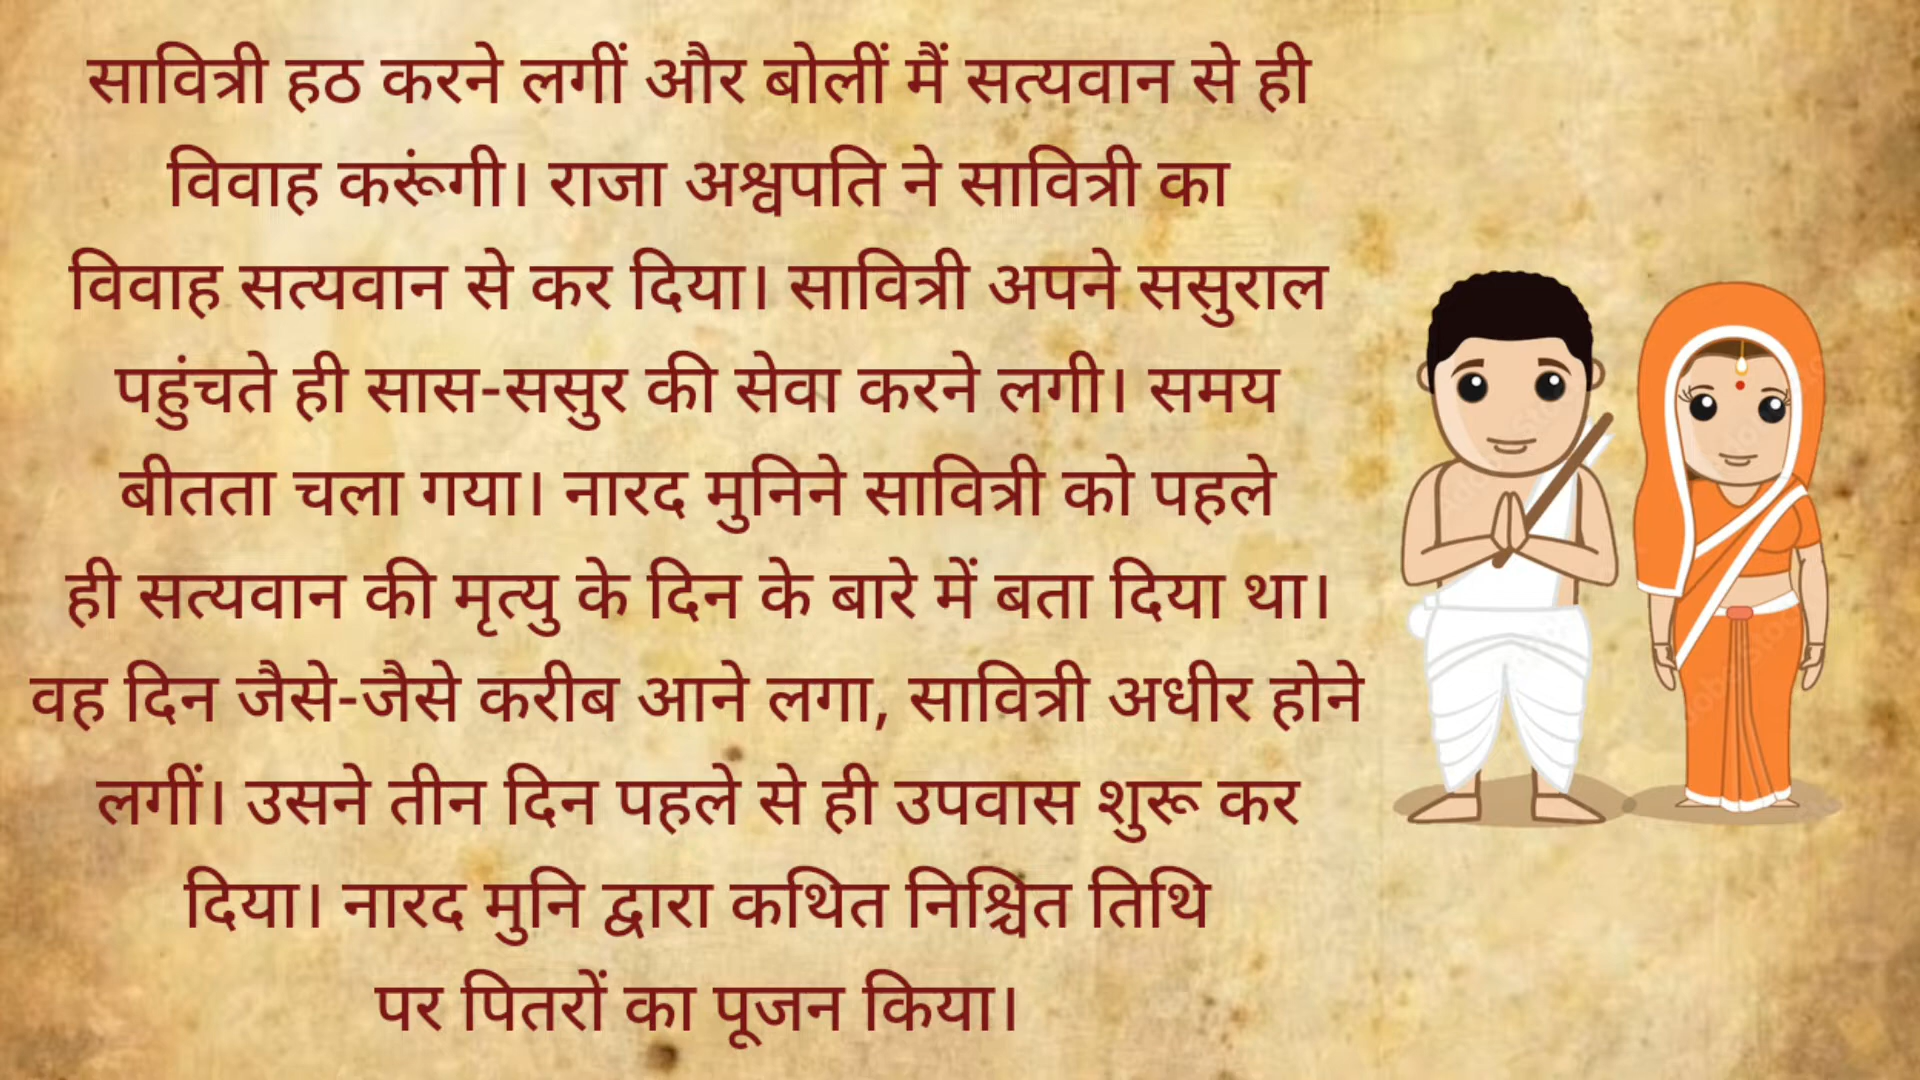 सावित्री हठ करने लगीं और बोलीं मैं सत्यवान से ही
विवाह करूंगी। राजा अश्वपति ने सावित्री का
विवाह सत्यवान से कर दिया। सावित्री अपने ससुराल
पहुंचते ही सास-ससुर की सेवा करने लगी। समय
बीतता चला गया। नारद मुनिने सावित्री को पहले
ही सत्यवान की मृत्यु के दिन के बारे में बता दिया था।
वह दिन जैसे-जैसे करीब आने लगा, सावित्री अधीर होने
लगीं। उसने तीन दिन पहले से ही उपवास शुरू कर
दिया। नारद मुनि द्वारा कथित निश्चित तिथि
पर पितरों का पूजन किया।